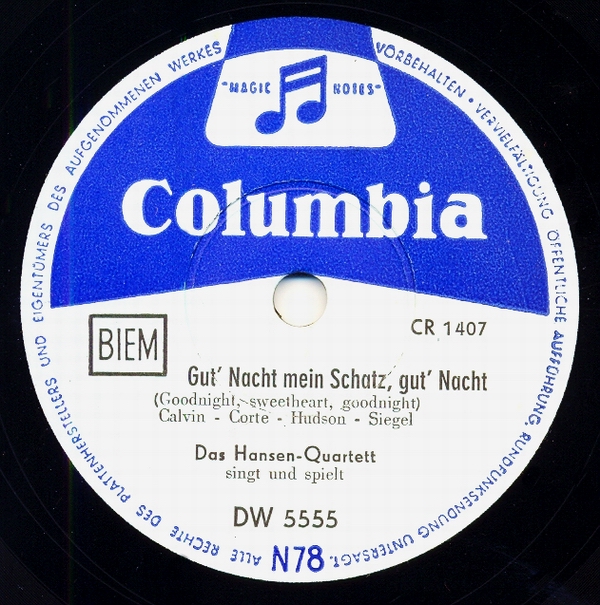 ALLE RECHTE DES PLATTENHERSTELLERS UND EIGENTÜMERS DES AUFGENOMMENEN WERKES VORBEHALTEN • VERVIELFÄLTIGUNG ÖFFENTLICHE AUFFÜHRUNG, RUNDFUNKSENDUNG UNTERSAGT.
"MAGIC NOTES"
Columbia
CR 1407
BIEM
Gut' Nacht mein Schatz, gut' Nacht
(Goodnight, sweetheart, goodnight)
Calvin - Corte - Hudson - Siegel
Das Hansen-Quartett
singt und spielt
DW 5555
N78